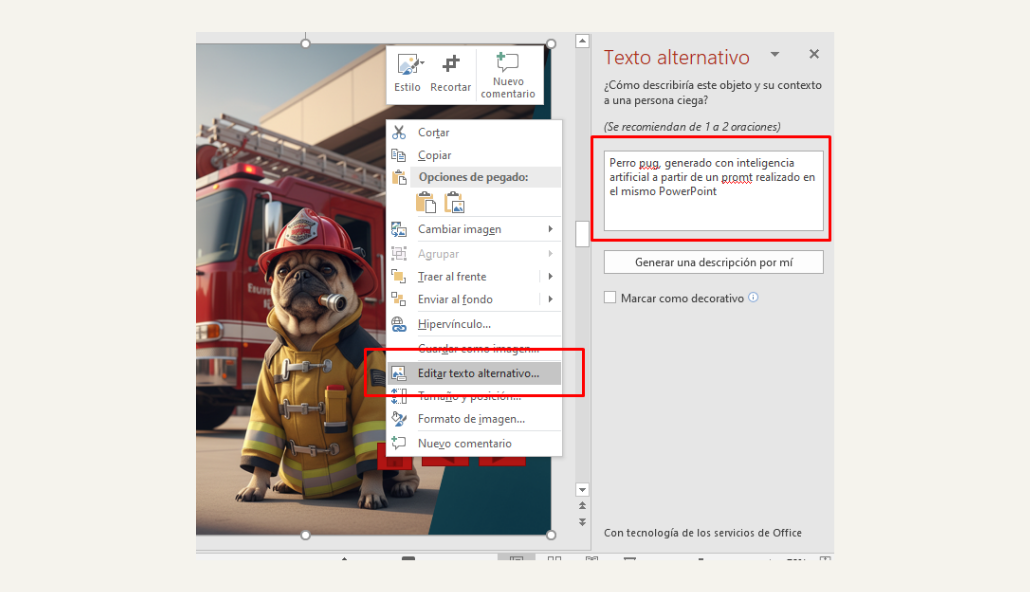 Estilo
Recortar
Nuevo
comentario
Cortar
Copiar
Opciones de pegado:
Cambiar imagen
Agrupar
Traer al frente
Enviar al fondo
Hipervínculo...
Guardar como imagen...
Editar texto alternativo...
Tamaño y posición...
Formato de imagen...
Nuevo comentario
Texto alternativo
¿Cómo describiría este objeto y su contexto
a una persona ciega?
(Se recomiendan de 1 a 2 oraciones)
Perro pug, generado con inteligencia
artificial a partir de un promt realizado en
el mismo PowerPoint
Generar una descripción por mí
Marcar como decorativo
Con tecnología de los servicios de Office